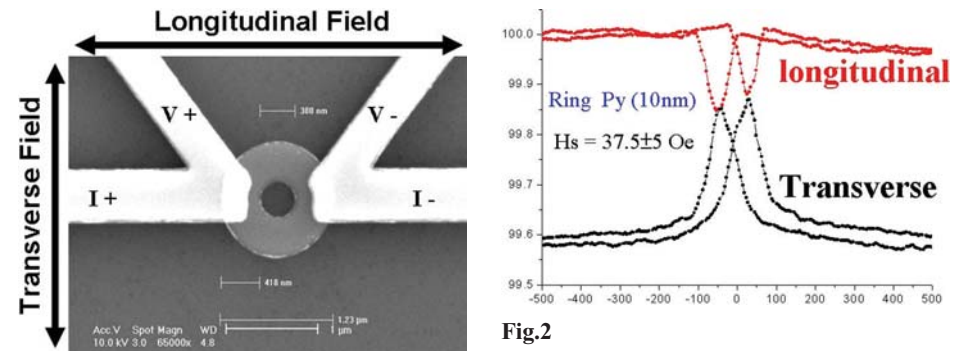 Longitudinal Field
Transverse Field
V +
V -
308 nm
I +
I -
418 nm
1.23 µm
µm
Acc.V Spot Magn WD
10.0 kV 3.0 65000x 4.8
100.0
99.9
99.8
99.7
99.6
99.5
longitudinal
Ring Py (10nm)
Hs = 37.5±5 Oe
Transverse
-500 -400 -300 -200 -100 0 100 200 300 400 500
Fig.2